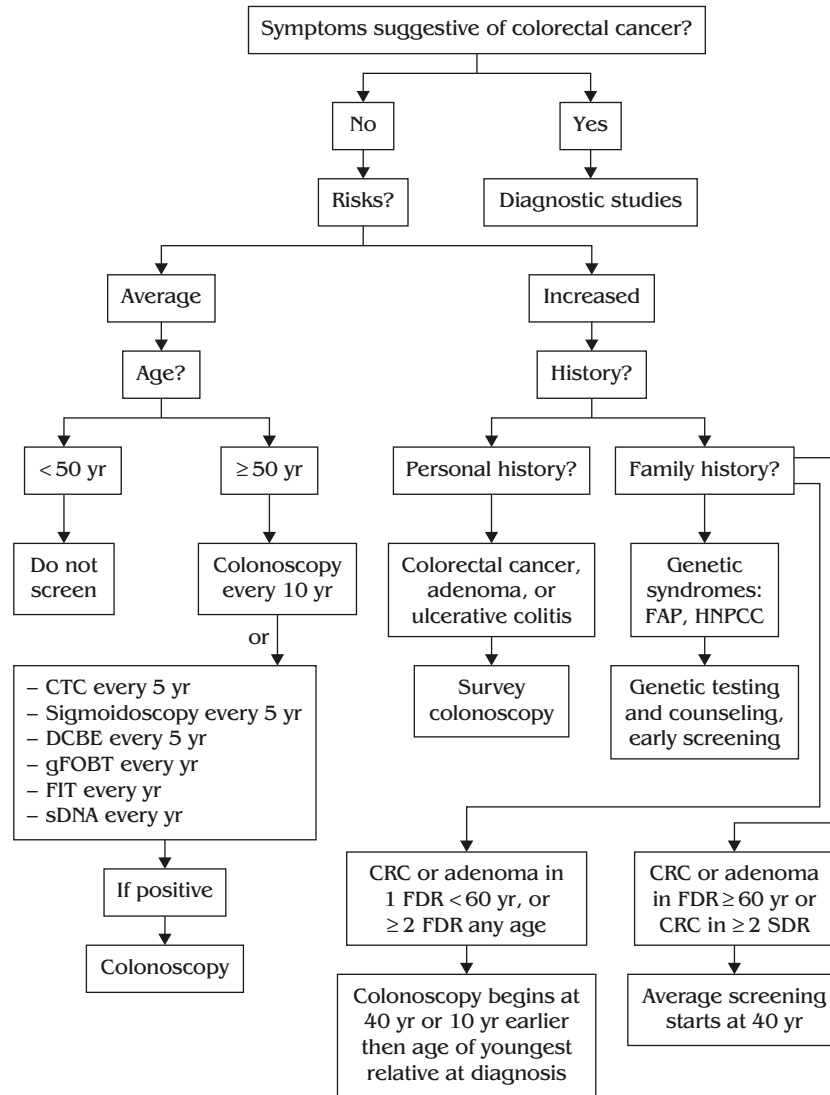 Symptoms suggestive of colorectal cancer?
No
Yes
Risks?
Diagnostic studies
Average
Increased
Age?
History?
< 50 yr
≥ 50 yr
Personal history?
Family history?
Do not
screen
Colonoscopy
every 10 yr
Colorectal cancer,
adenoma, or
ulcerative colitis
Genetic
syndromes:
FAP, HNPCC
or
– CTC every 5 yr
– Sigmoidoscopy every 5 yr
– DCBE every 5 yr
– gFOBT every yr
– FIT every yr
– sDNA every yr
Survey
colonoscopy
Genetic testing
and counseling,
early screening
If positive
Colonoscopy
CRC or adenoma in
1 FDR < 60 yr, or
≥ 2 FDR any age
CRC or adenoma
in FDR ≥ 60 yr or
CRC in ≥ 2 SDR
Colonoscopy begins at
40 yr or 10 yr earlier
then age of youngest
relative at diagnosis
Average screening
starts at 40 yr